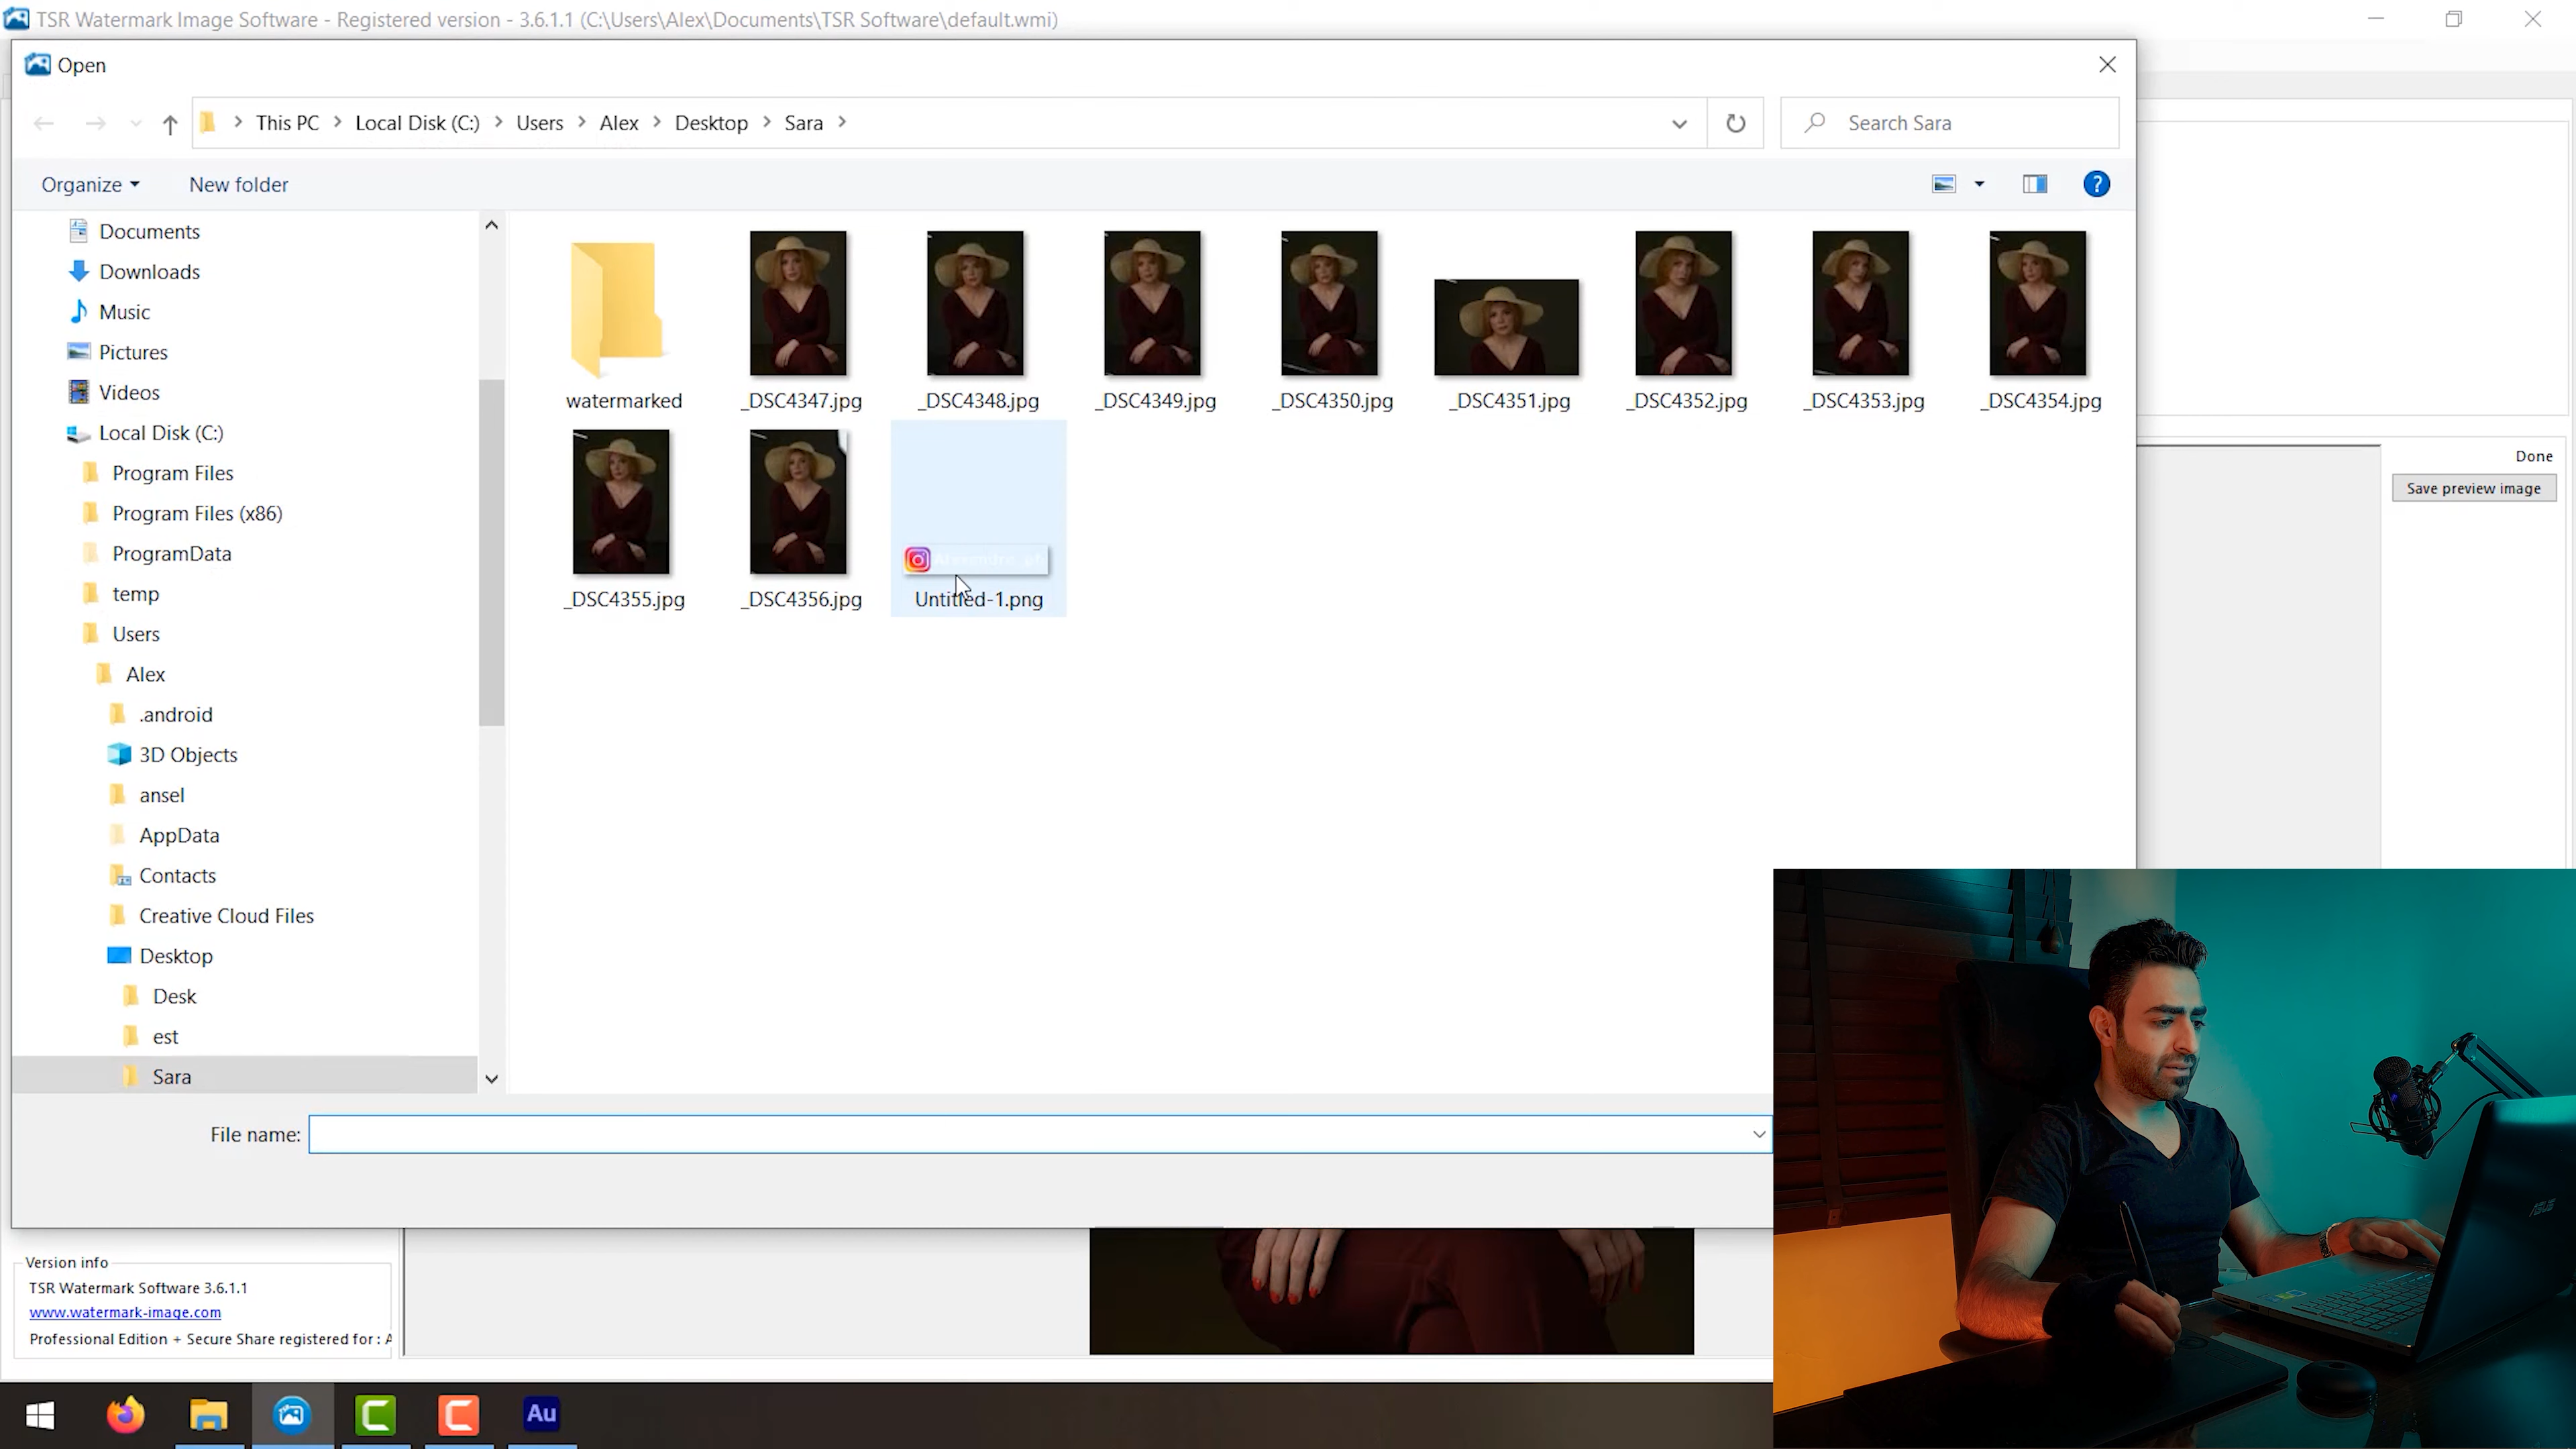 TSR Watermark Image Software - Registered version - 3.6.1.1 (C:\Users\Alex\Documents\TSR Software\default.wmi)
Open
This PC
Local Disk (C:)
Users
Alex
Desktop
Sara
Search Sara
Organize
New folder
?
Documents
Downloads
Music
Pictures
Videos
Local Disk (C:)
Program Files
Program Files (x86)
ProgramData
temp
Users
Alex
.android
3D Objects
ansel
AppData
Contacts
Creative Cloud Files
Desktop
Desk
est
Sara
watermarked
_DSC4347.jpg
_DSC4348.jpg
_DSC4349.jpg
_DSC4350.jpg
_DSC4351.jpg
_DSC4352.jpg
_DSC4353.jpg
_DSC4354.jpg
_DSC4355.jpg
_DSC4356.jpg
Untitled-1.png
File name:
Done
Save preview image
Version info
TSR Watermark Software 3.6.1.1
www.watermark-image.com
Professional Edition + Secure Share registered for : A
Au